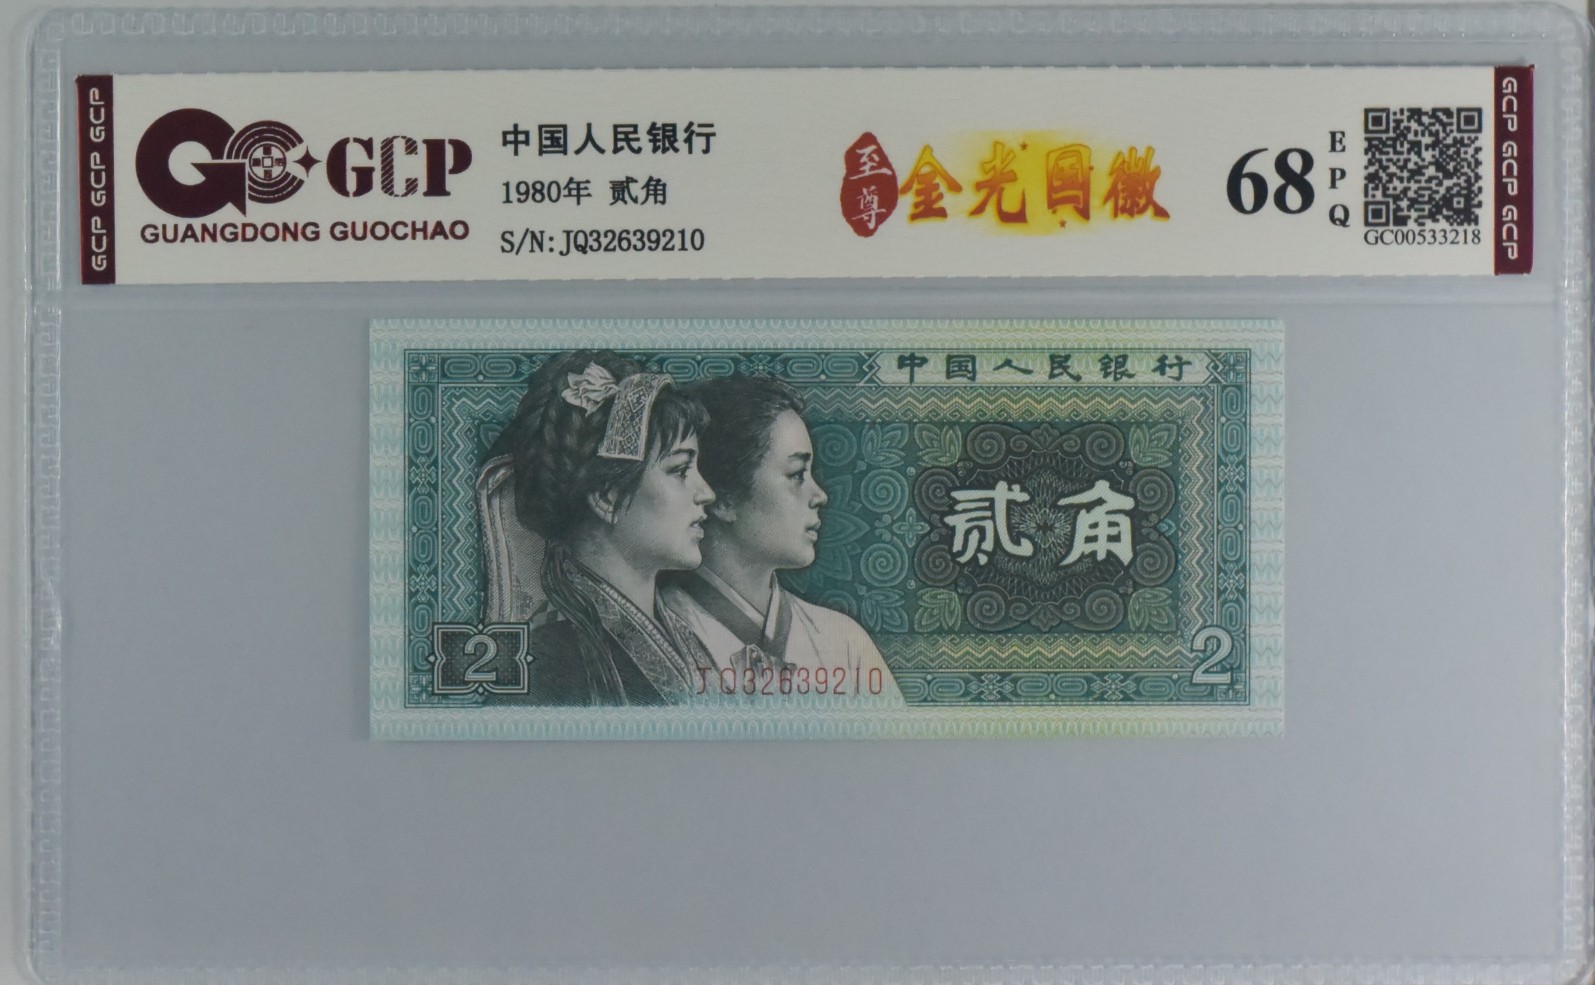 GCP GCP GCP
GCP
GUANGDONG GUOCHAO
中国人民银行
1980年 贰角
S/N:JQ32639210
至尊
金光国徽
68
EPQ
GC00533218
GCP GCP GCP
中国人民银行
贰角
2
2
JQ32639210